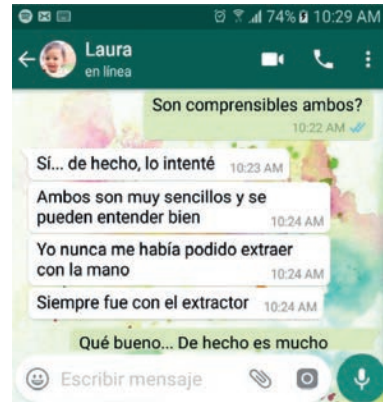 74% 10:29 AM
Laura
en línea
Son comprensibles ambos?
10:22 AM
Sí... de hecho, lo intenté 10:23 AM
Ambos son muy sencillos y se
pueden entender bien 10:24 AM
Yo nunca me había podido extraer
con la mano 10:24 AM
Siempre fue con el extractor 10:24 AM
Qué bueno... De hecho es mucho
Escribir mensaje